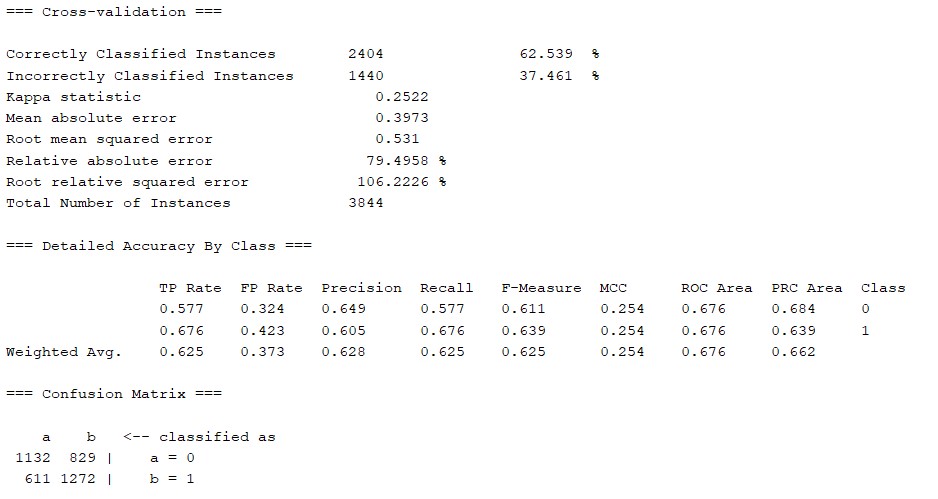 === Cross-validation ===
Correctly Classified Instances 2404 62.539 %
Incorrectly Classified Instances 1440 37.461 %
Kappa statistic 0.2522
Mean absolute error 0.3973
Root mean squared error 0.531
Relative absolute error 79.4958 %
Root relative squared error 106.2226 %
Total Number of Instances 3844
=== Detailed Accuracy By Class ===
TP Rate FP Rate Precision Recall F-Measure MCC ROC Area PRC Area Class
0.577 0.324 0.649 0.577 0.611 0.254 0.676 0.684 0
0.676 0.423 0.605 0.676 0.639 0.254 0.676 0.639 1
Weighted Avg. 0.625 0.373 0.628 0.625 0.625 0.254 0.676 0.662
=== Confusion Matrix ===
a b <-- classified as
1132 829 | a = 0
611 1272 | b = 1